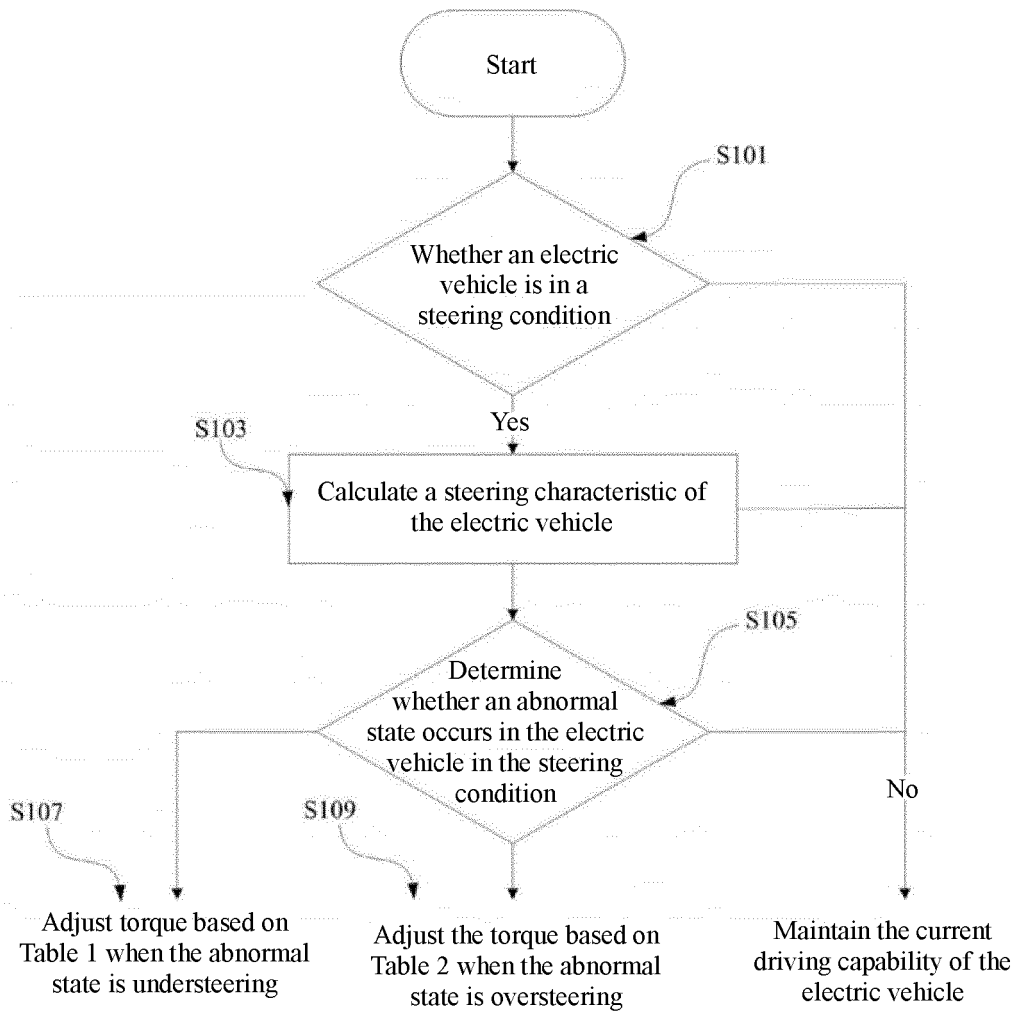 Start
S101
Whether an electric
vehicle is in a
steering condition
Yes
S103
Calculate a steering characteristic of
the electric vehicle
S105
Determine
whether an abnormal
state occurs in the electric
vehicle in the steering
condition
No
S107
S109
Adjust torque based on
Table 1 when the abnormal
state is understeering
Adjust the torque based on
Table 2 when the abnormal
state is oversteering
Maintain the current
driving capability of the
electric vehicle